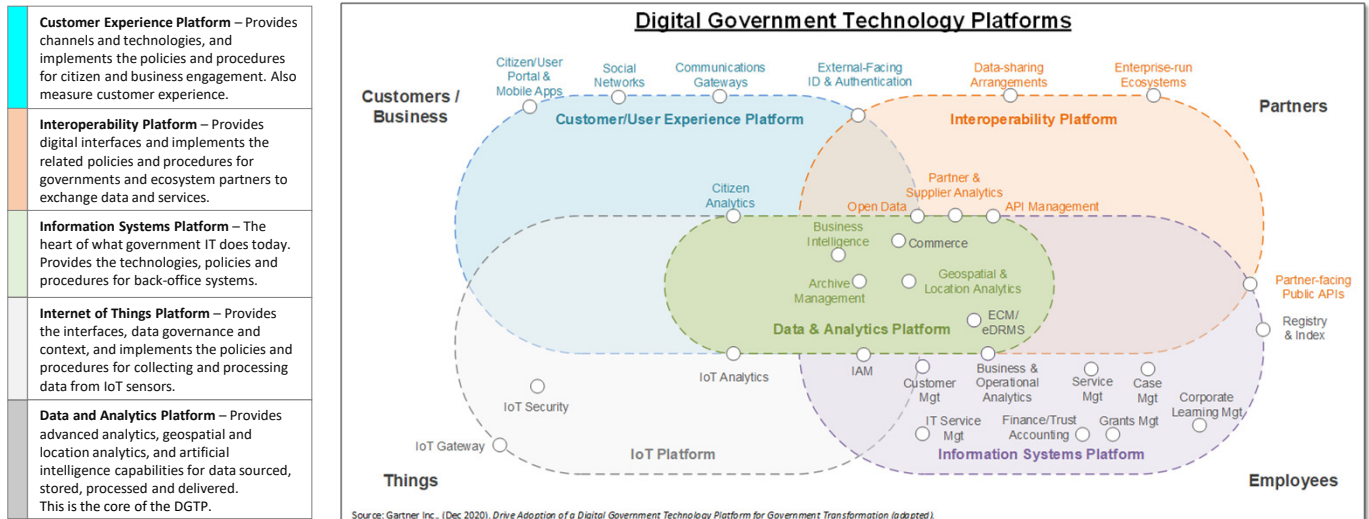 Customer Experience Platform – Provides
channels and technologies, and
implements the policies and procedures
for citizen and business engagement. Also
measure customer experience.
Interoperability Platform – Provides
digital interfaces and implements the
related policies and procedures for
governments and ecosystem partners to
exchange data and services.
Information Systems Platform – The
heart of what government IT does today.
Provides the technologies, policies and
procedures for back-office systems.
Internet of Things Platform – Provides
the interfaces, data governance and
context, and implements the policies and
procedures for collecting and processing
data from IoT sensors.
Data and Analytics Platform – Provides
advanced analytics, geospatial and
location analytics, and artificial
intelligence capabilities for data sourced,
stored, processed and delivered.
This is the core of the DGTP.
Digital Government Technology Platforms
Customers /
Business
Citizen/User
Portal &
Mobile Apps
Social
Networks
Communications
Gateways
External-Facing
ID & Authentication
Data-sharing
Arrangements
Enterprise-run
Ecosystems
Partners
Customer/User Experience Platform
Interoperability Platform
Citizen
Analytics
Partner &
Supplier Analytics
Open Data
API Management
Business
Intelligence
Commerce
Archive
Management
Geospatial &
Location Analytics
Partner-facing
Public APIs
Data & Analytics Platform
ECM/
eDRMS
Registry
& Index
IoT Analytics
IAM
Customer
Mgt
Business &
Operational
Analytics
Service
Mgt
Case
Mgt
IoT Security
Corporate
Learning Mgt
IoT Gateway
IT Service
Mgt
Finance/Trust
Accounting
Grants Mgt
IoT Platform
Information Systems Platform
Things
Employees
Source: Gartner Inc., (Dec 2020), Drive Adoption of a Digital Government Technology Platform for Government Transformation (adapted).